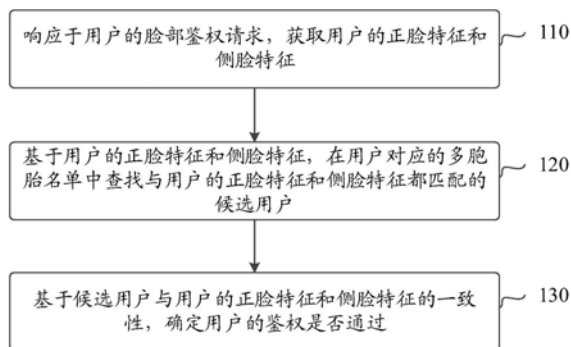 响应于用户的脸部鉴权请求，获取用户的正脸特征和
侧脸特征
110
基于用户的正脸特征和侧脸特征，在用户对应的多胞
胎名单中查找与用户的正脸特征和侧脸特征都匹配的
候选用户
120
基于候选用户与用户的正脸特征和侧脸特征的一致
性，确定用户的鉴权是否通过
130